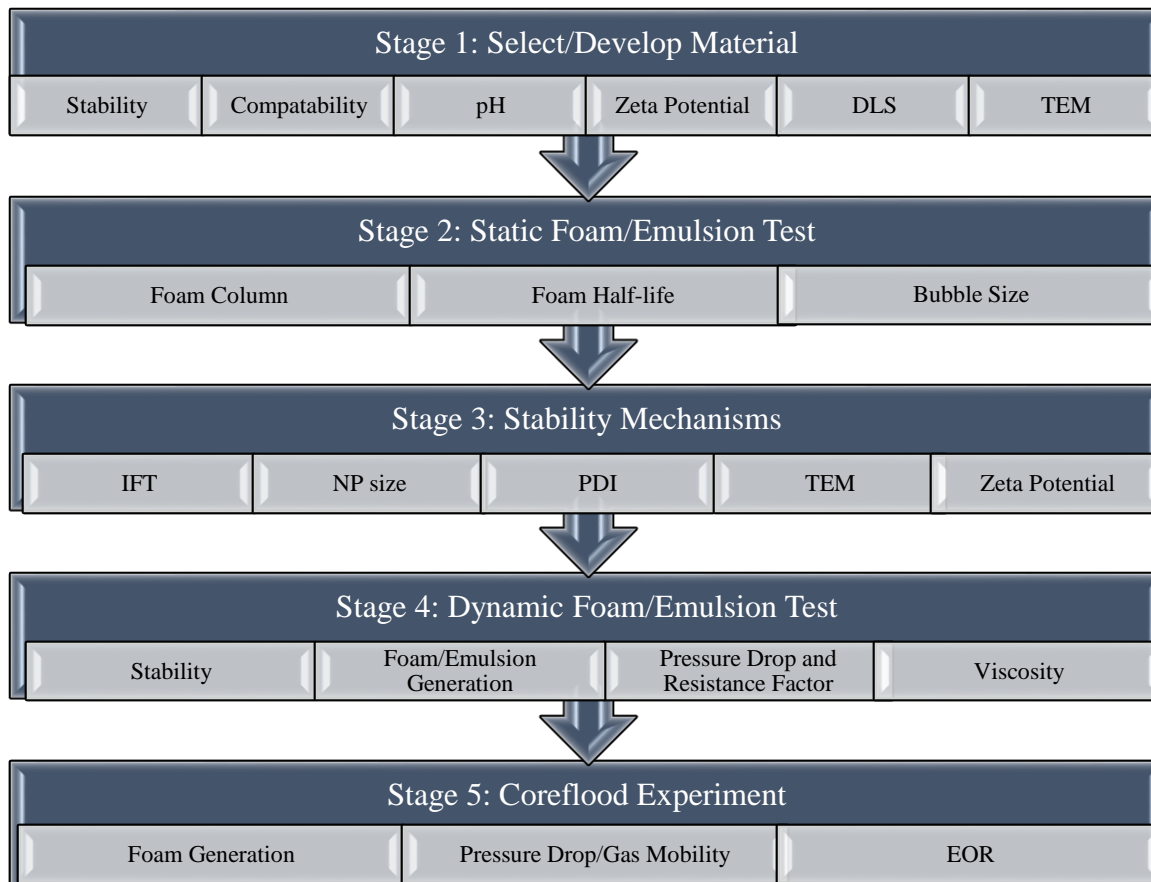 Stage 1: Select/Develop Material
Stability
Compatability
pH
Zeta Potential
DLS
TEM
Stage 2: Static Foam/Emulsion Test
Foam Column
Foam Half-life
Bubble Size
Stage 3: Stability Mechanisms
IFT
NP size
PDI
TEM
Zeta Potential
Stage 4: Dynamic Foam/Emulsion Test
Stability
Foam/Emulsion
Generation
Pressure Drop and
Resistance Factor
Viscosity
Stage 5: Coreflood Experiment
Foam Generation
Pressure Drop/Gas Mobility
EOR